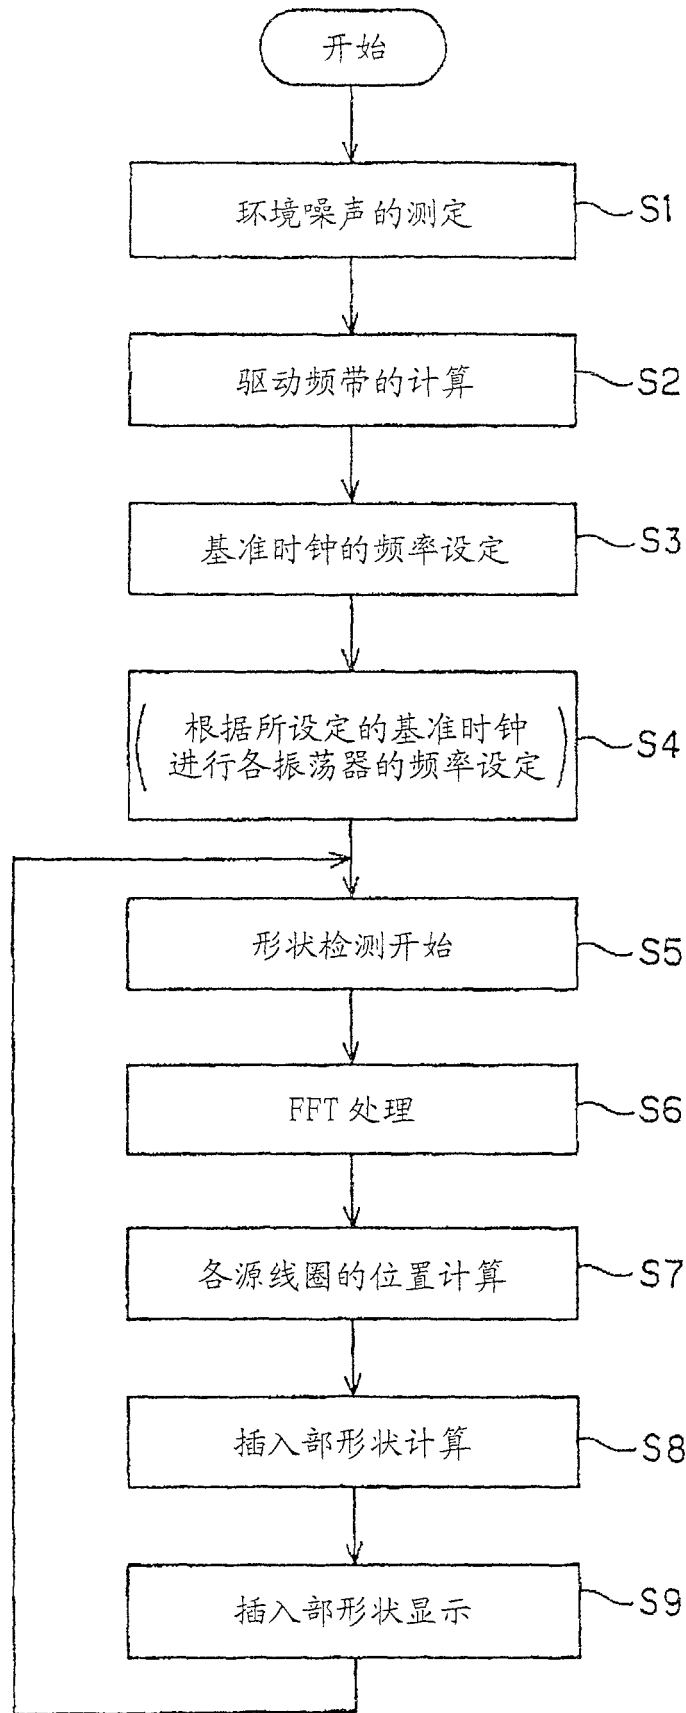 开始
环境噪声的测定
S1
驱动频带的计算
S2
基准时钟的频率设定
S3
根据所设定的基准时钟
进行各振荡器的频率设定
S4
形状检测开始
S5
FFT 处理
S6
各源线圈的位置计算
S7
插入部形状计算
S8
插入部形状显示
S9